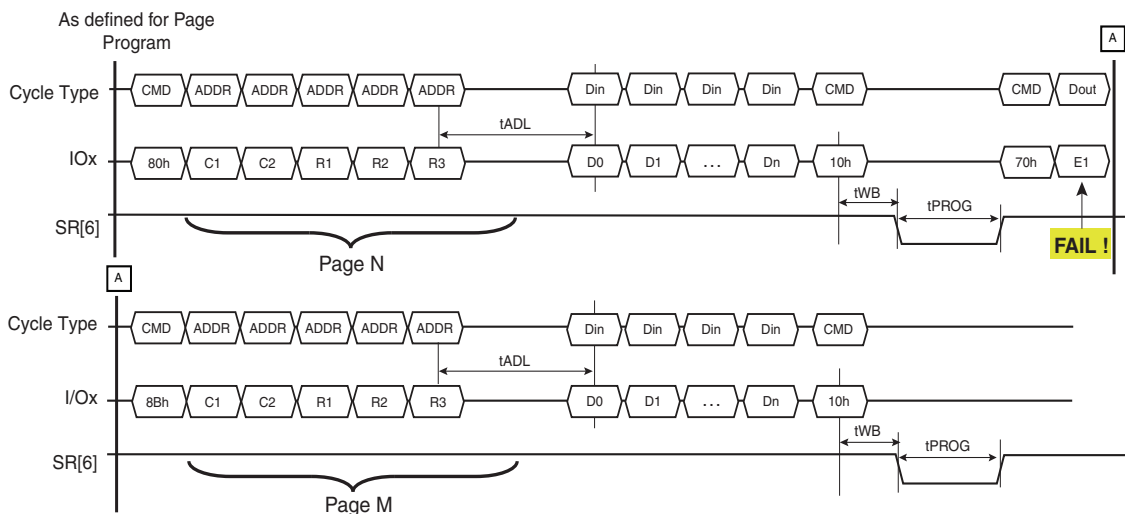 As defined for Page
Program
A
Cycle Type CMD ADDR ADDR ADDR ADDR ADDR Din Din Din Din CMD CMD Dout
tADL
IOx 80h C1 C2 R1 R2 R3 D0 D1 ... Dn 10h 70h E1
tWB tPROG
SR[6]
FAIL !
Page N
A
Cycle Type CMD ADDR ADDR ADDR ADDR ADDR Din Din Din Din CMD
tADL
I/Ox 8Bh C1 C2 R1 R2 R3 D0 D1 ... Dn 10h
tWB tPROG
SR[6]
Page M